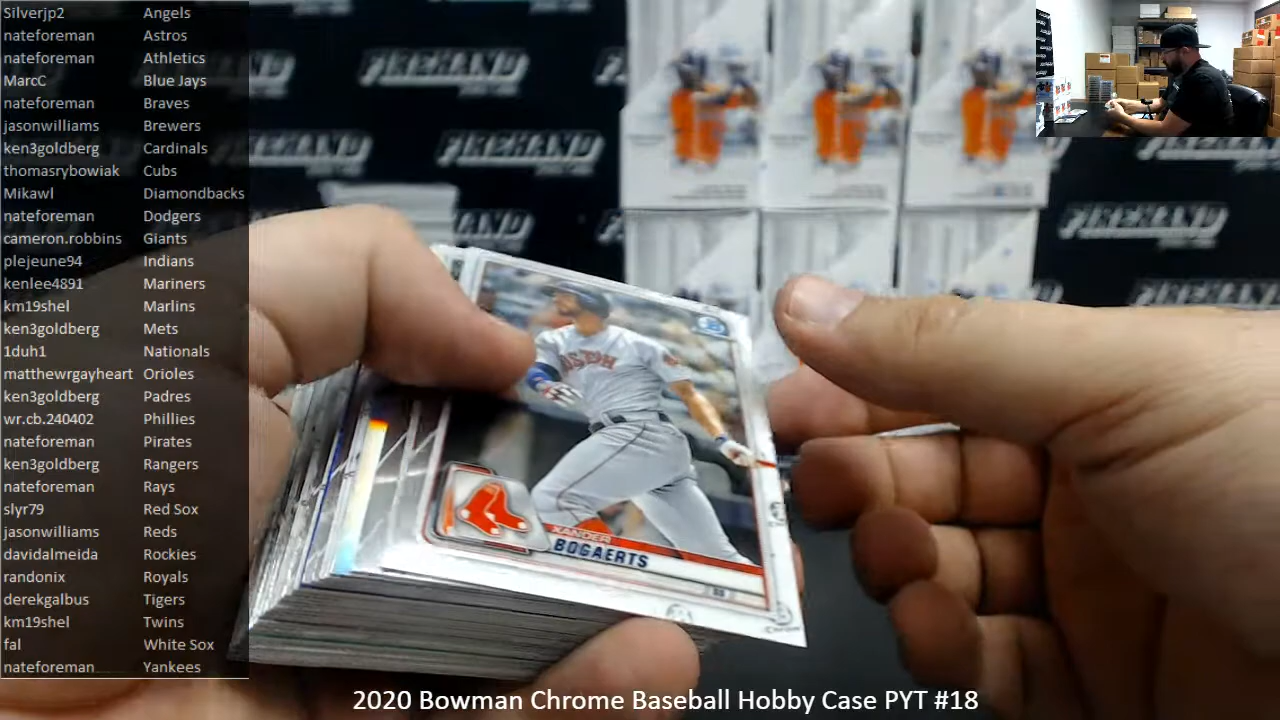 Silverjp2 Angels
nateforeman Astros
nateforeman Athletics
MarcC Blue Jays
nateforeman Braves
jasonwilliams Brewers
ken3goldberg Cardinals
thomasrybowiak Cubs
Mikawl Diamondbacks
nateforeman Dodgers
cameron.robbins Giants
plejeune94 Indians
kenlee4891 Mariners
km19shel Marlins
ken3goldberg Mets
1duh1 Nationals
matthewrgayheart Orioles
ken3goldberg Padres
wr.cb.240402 Phillies
nateforeman Pirates
ken3goldberg Rangers
nateforeman Rays
slyr79 Red Sox
jasonwilliams Reds
davidalmeida Rockies
randonix Royals
derekgalbus Tigers
km19shel Twins
fal White Sox
nateforeman Yankees
FIREHAND
FIREHAND
FIREHAND
FIREHAND
FIREHAND
BOSTON
XANDER
BOGAERTS
2020 Bowman Chrome Baseball Hobby Case PYT #18